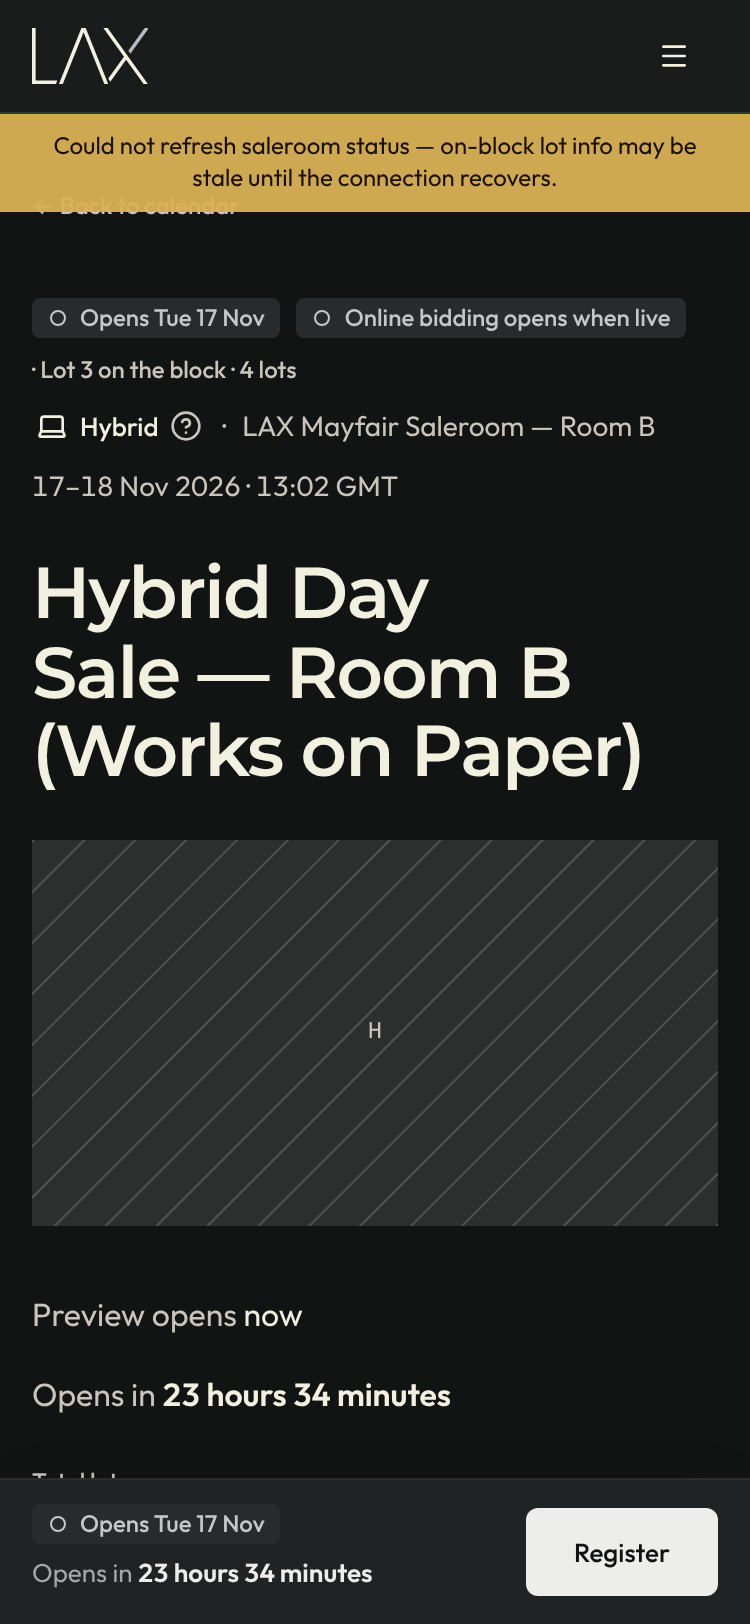 LAX
Could not refresh saleroom status — on-block lot info may be
stale until the connection recovers.
← Back to calendar
Opens Tue 17 Nov
Online bidding opens when live
· Lot 3 on the block · 4 lots
Hybrid · LAX Mayfair Saleroom — Room B
17–18 Nov 2026 · 13:02 GMT
Hybrid Day
Sale — Room B
(Works on Paper)
H
Preview opens now
Opens in 23 hours 34 minutes
Opens Tue 17 Nov
Opens in 23 hours 34 minutes
Register